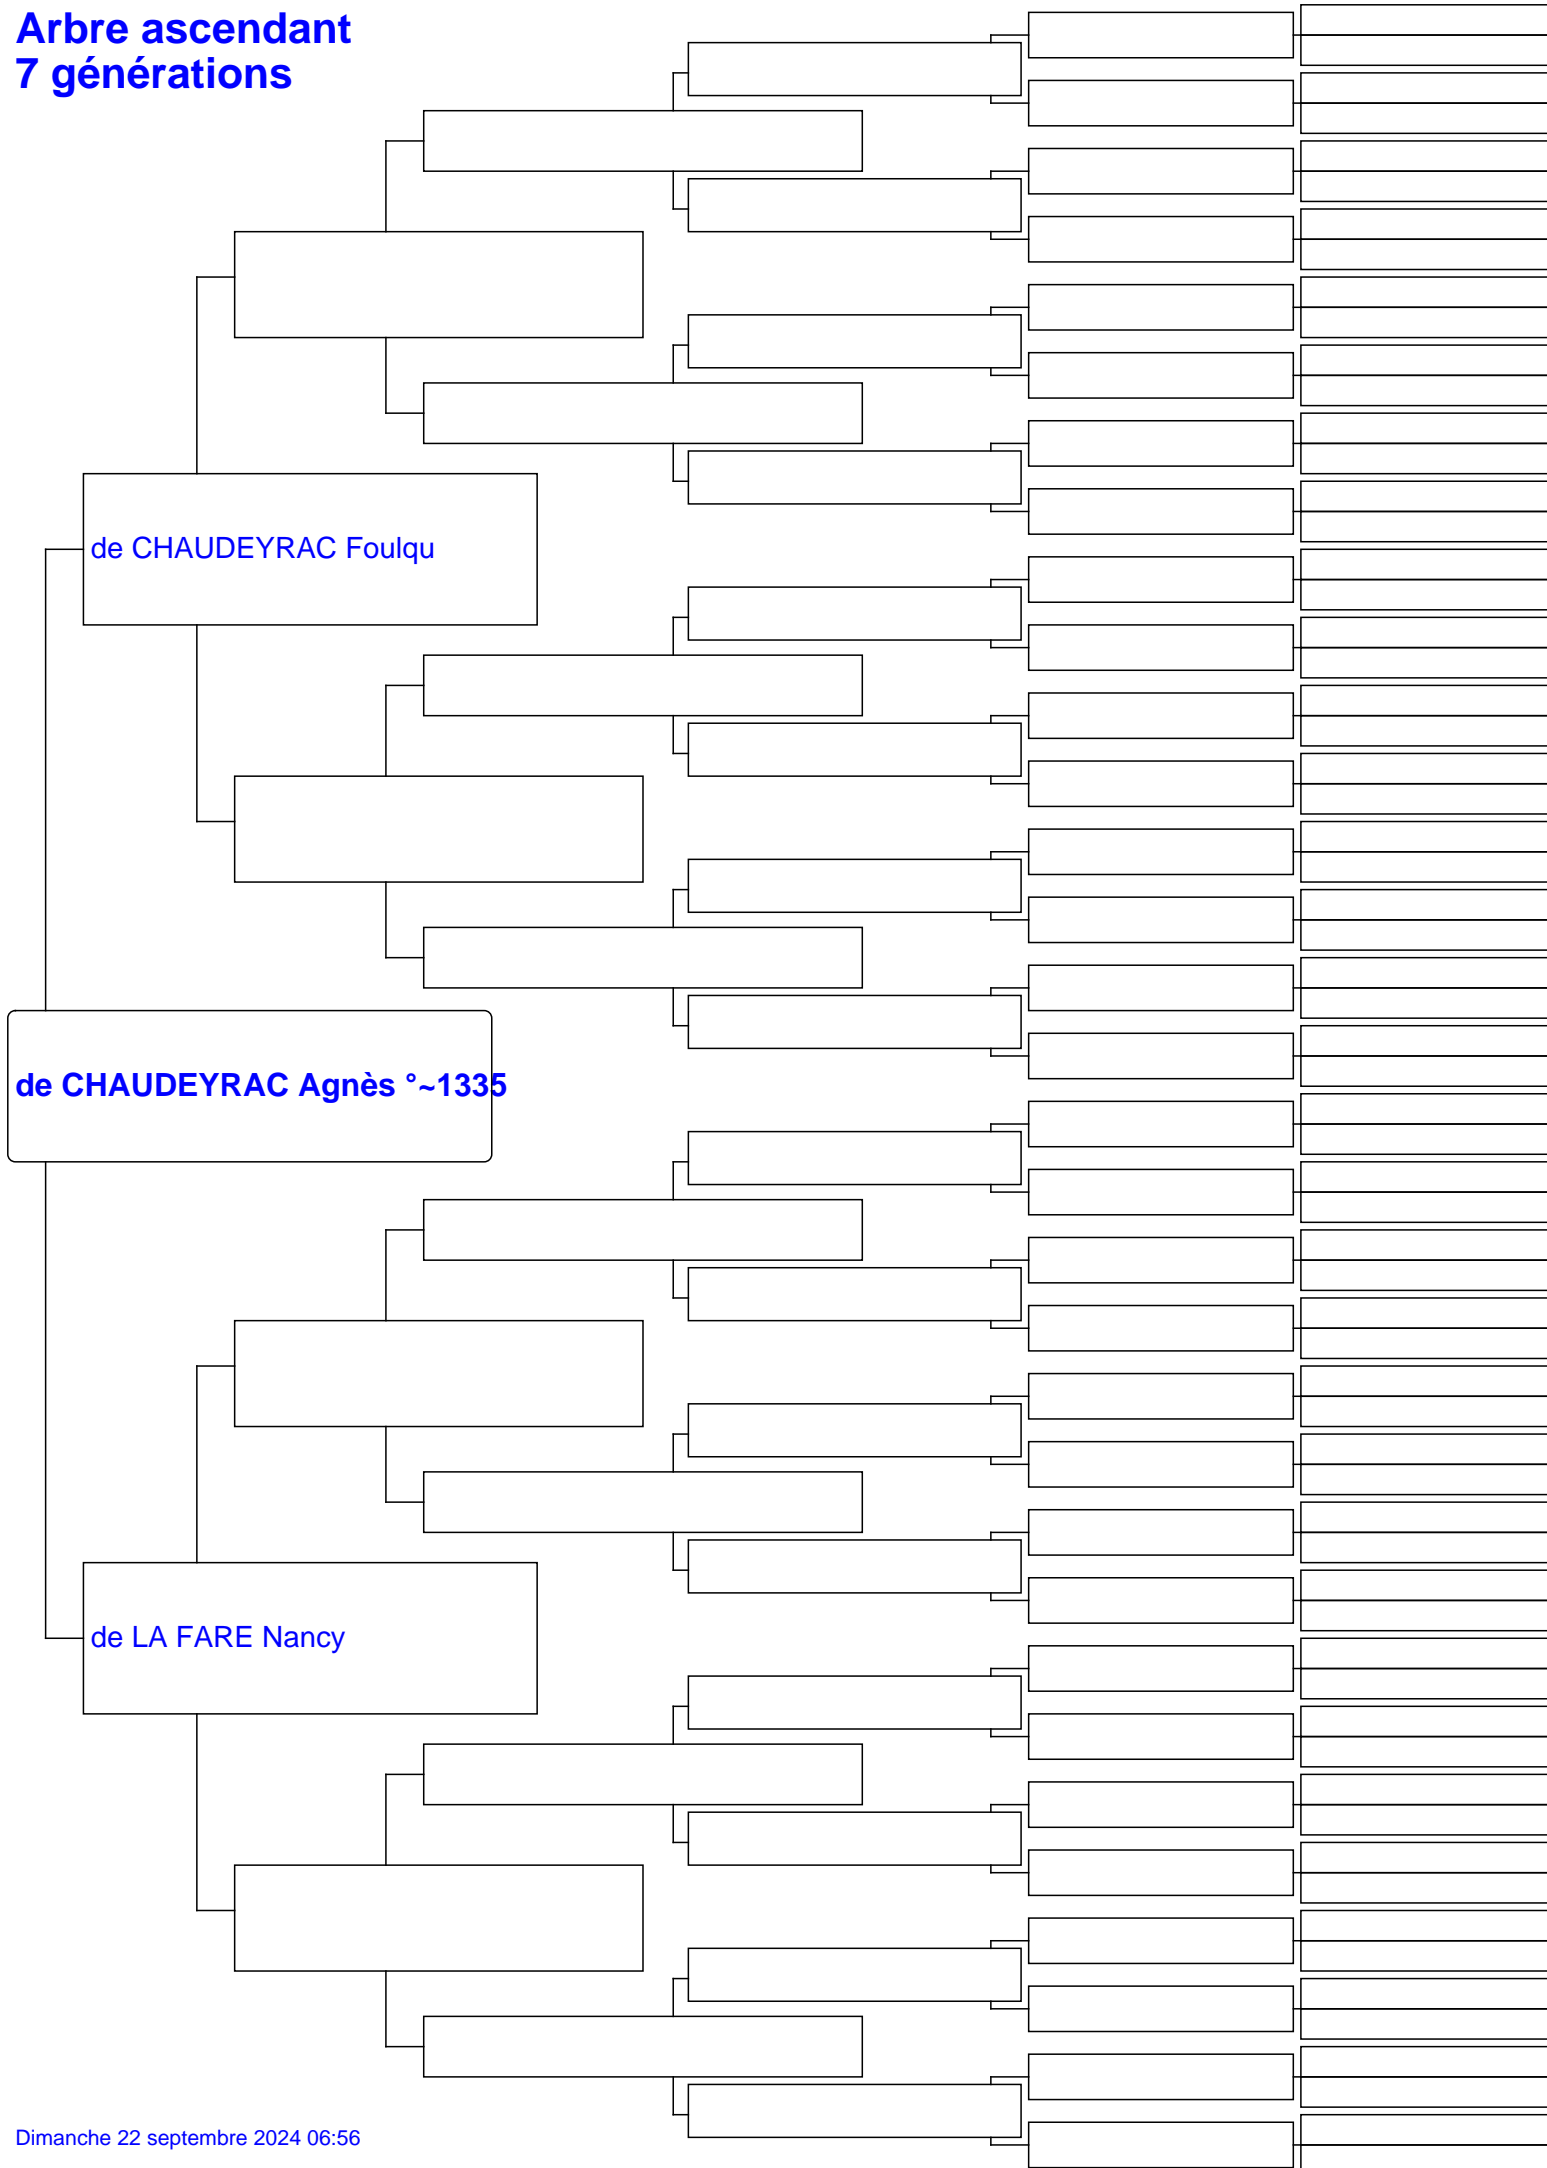 Arbre ascendant
7 générations
de CHAUDEYRAC Foulqu
de CHAUDEYRAC Agnès °~1335
de LA FARE Nancy
Dimanche 22 septembre 2024 06:56